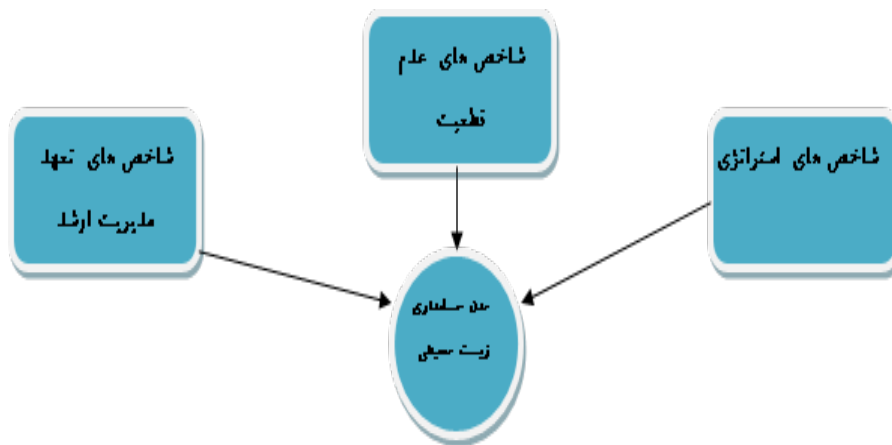 شاخص های عدم
قطعیت
شاخص های استراتژی
شاخص های تعهد
مدیریت ارشد
مدل حسابداری
زیست محیطی